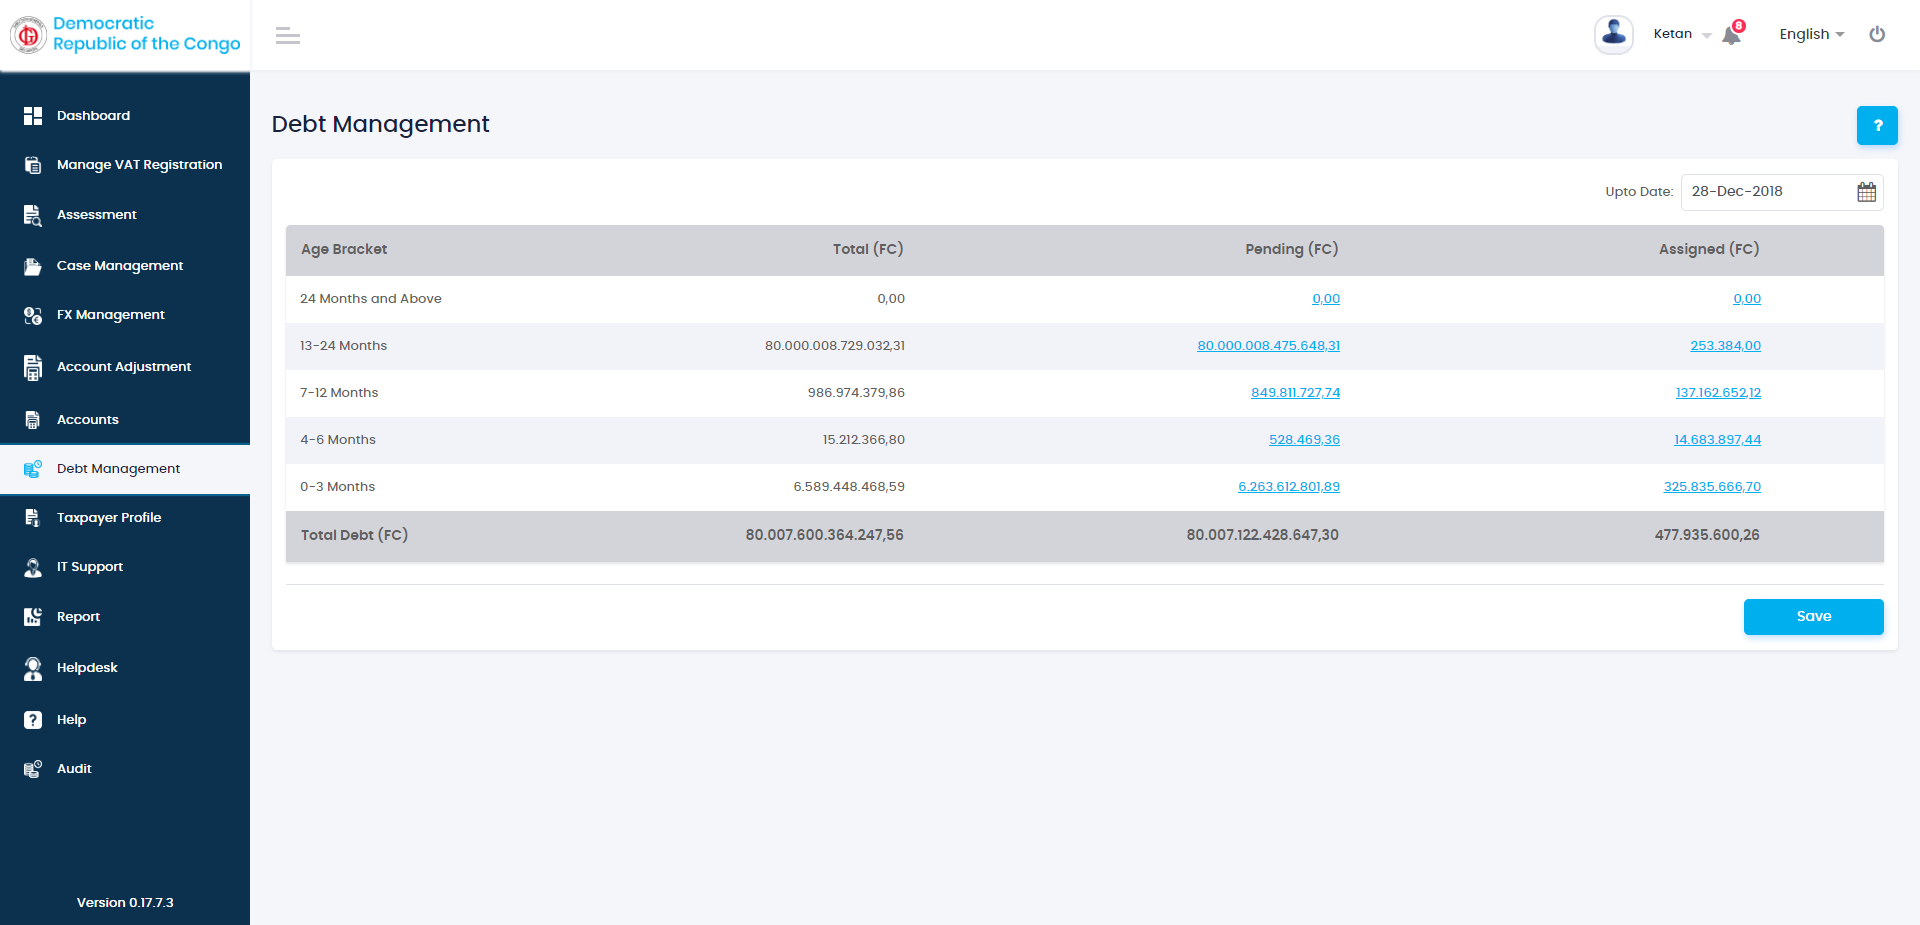 Democratic
Republic of the Congo
Ketan
8
English
Dashboard
Manage VAT Registration
Assessment
Case Management
FX Management
Account Adjustment
Accounts
Debt Management
Taxpayer Profile
IT Support
Report
Helpdesk
Help
Audit
Version 0.17.7.3
Debt Management
?
Upto Date: 28-Dec-2018
Age Bracket Total (FC) Pending (FC) Assigned (FC)
24 Months and Above 0,00 0,00 0,00
13-24 Months 80.000.008.729.032,31 80.000.008.475.648,31 253.384,00
7-12 Months 986.974.379,86 849.811.727,74 137.162.652,12
4-6 Months 15.212.366,80 528.469,36 14.683.897,44
0-3 Months 6.589.448.468,59 6.263.612.801,89 325.835.666,70
Total Debt (FC) 80.007.600.364.247,56 80.007.122.428.647,30 477.935.600,26
Save